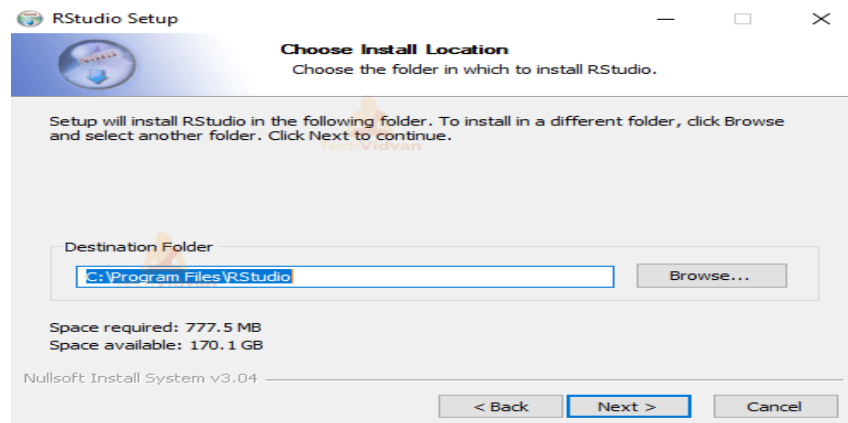 RStudio Setup
Choose Install Location
Choose the folder in which to install RStudio.
Setup will install RStudio in the following folder. To install in a different folder, click Browse
and select another folder. Click Next to continue.
TechVidvan
Destination Folder
C:\Program Files\RStudio
Browse...
Space required: 777.5 MB
Space available: 170.1 GB
Nullsoft Install System v3.04
< Back
Next >
Cancel